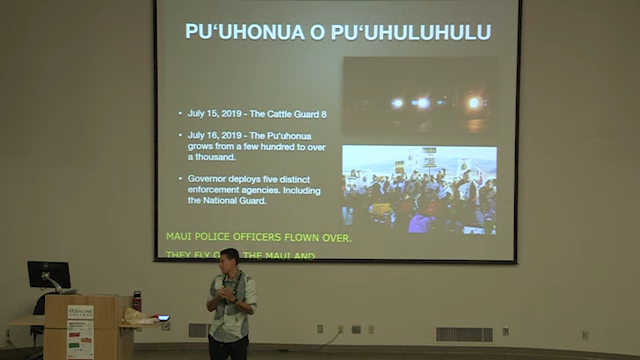 PUʻUHONUA O PUʻUHULUHULU
• July 15, 2019 - The Cattle Guard 8
• July 16, 2019 - The Puʻuhonua
grows from a few hundred to over
a thousand.
• Governor deploys five distinct
enforcement agencies. Including
the National Guard.
MAUI POLICE OFFICERS FLOWN OVER.
THEY FLY THE MAUI AND